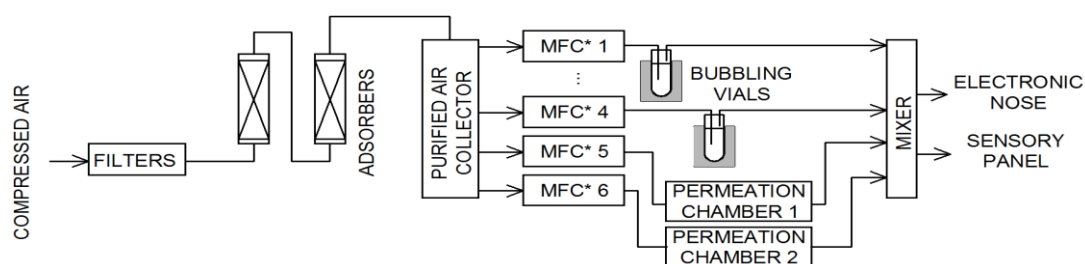 COMPRESSED AIR
FILTERS
ADSORBERS
PURIFIED AIR
COLLECTOR
MFC* 1
...
MFC* 4
MFC* 5
MFC* 6
BUBBLING
VIALS
PERMEATION
CHAMBER 1
PERMEATION
CHAMBER 2
MIXER
ELECTRONIC
NOSE
SENSORY
PANEL